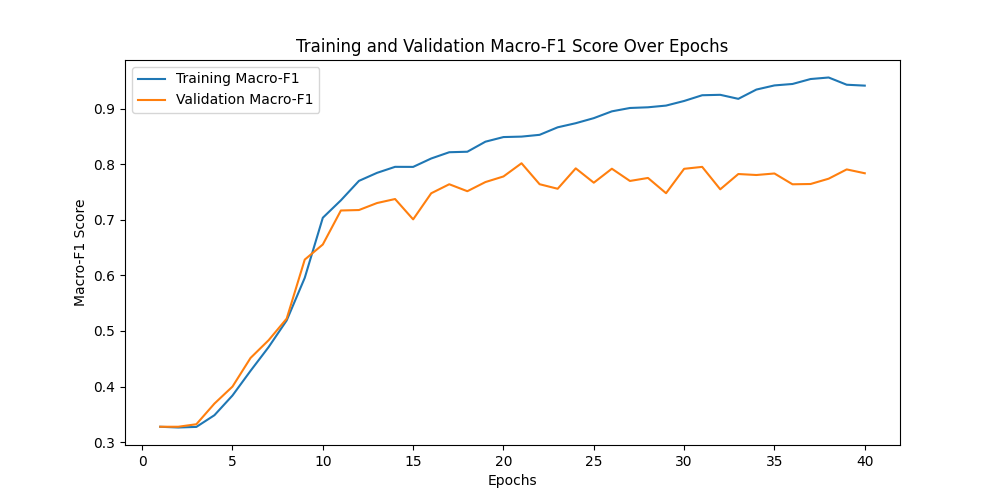 Training and Validation Macro-F1 Score Over Epochs
Training Macro-F1
Validation Macro-F1
Macro-F1 Score
0.9
0.8
0.7
0.6
0.5
0.4
0.3
0 5 10 15 20 25 30 35 40
Epochs